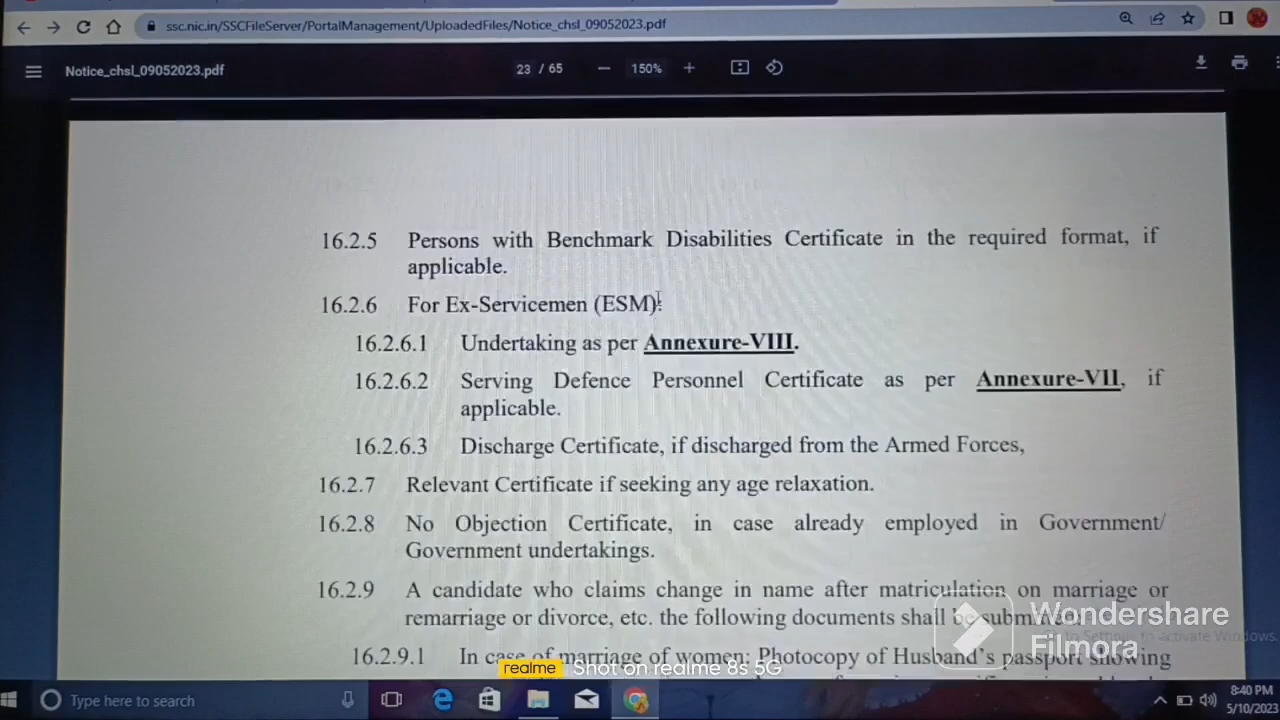 ssc.nic.in/SSCFileServer/PortalManagement/UploadedFiles/Notice_chsl_09052023.pdf
Notice_chsl_09052023.pdf
23 / 65
150%
16.2.5 Persons with Benchmark Disabilities Certificate in the required format, if
applicable.
16.2.6 For Ex-Servicemen (ESM):
16.2.6.1 Undertaking as per Annexure-VIII.
16.2.6.2 Serving Defence Personnel Certificate as per Annexure-VII, if
applicable.
16.2.6.3 Discharge Certificate, if discharged from the Armed Forces,
16.2.7 Relevant Certificate if seeking any age relaxation.
16.2.8 No Objection Certificate, in case already employed in Government/
Government undertakings.
16.2.9 A candidate who claims change in name after matriculation on marriage or
remarriage or divorce, etc. the following documents shall be
Wondershare
Filmora
to Settings to activate Windows.
16.2.9.1 In case of marriage of women: Photocopy of Husband's passport showing
realme Shot on realme 8s 5G
Type here to search
8:40 PM
5/10/2023